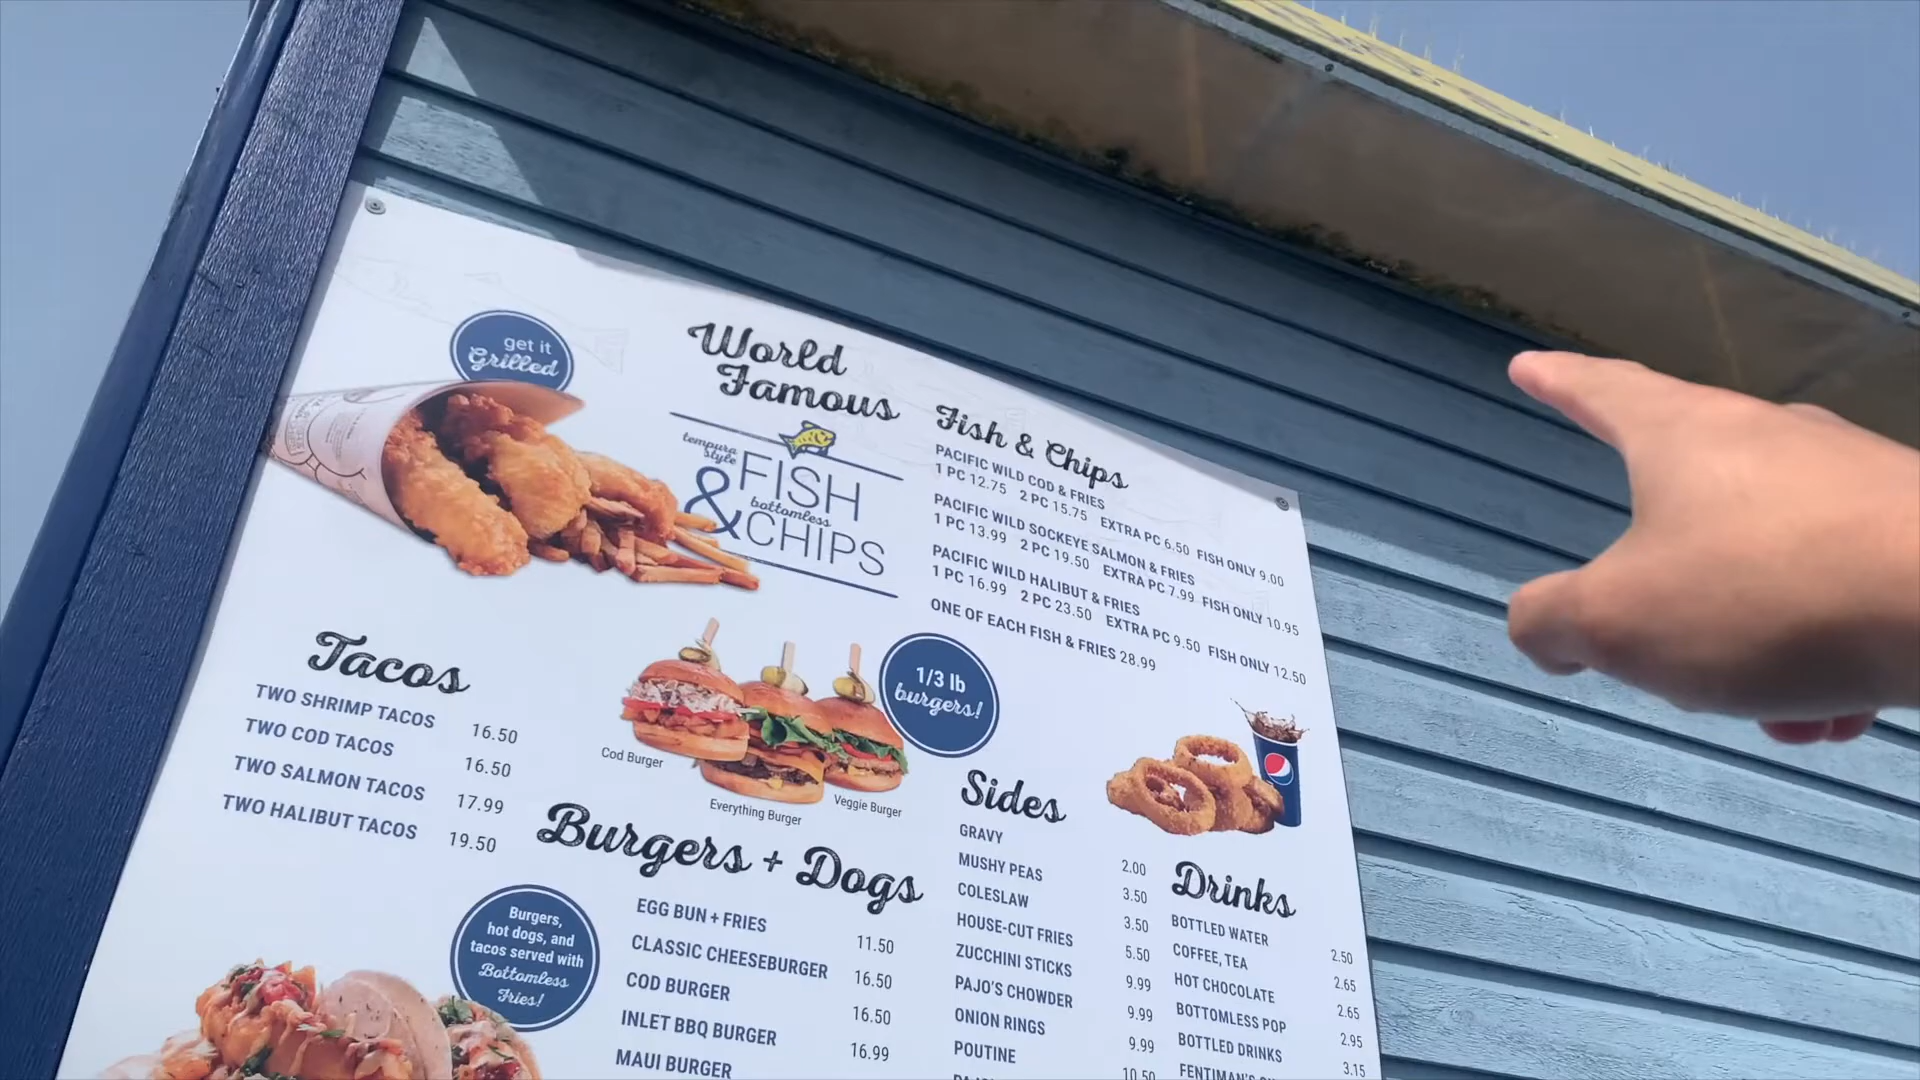 get it
Grilled
World
Famous
tempura
style
FISH
&
bottomless
CHIPS
Fish & Chips
PACIFIC WILD COD & FRIES
1 PC 12.75 2 PC 15.75 EXTRA PC 6.50 FISH ONLY 9.00
PACIFIC WILD SOCKEYE SALMON & FRIES
1 PC 13.99 2 PC 19.50 EXTRA PC 7.99 FISH ONLY 10.95
PACIFIC WILD HALIBUT & FRIES
1 PC 16.99 2 PC 23.50 EXTRA PC 9.50 FISH ONLY 12.50
ONE OF EACH FISH & FRIES 28.99
Tacos
TWO SHRIMP TACOS 16.50
TWO COD TACOS 16.50
TWO SALMON TACOS 17.99
TWO HALIBUT TACOS 19.50
1/3 lb
burgers!
Cod Burger
Everything Burger
Veggie Burger
Burgers + Dogs
Burgers,
hot dogs, and
tacos served with
Bottomless
Fries!
EGG BUN + FRIES 11.50
CLASSIC CHEESEBURGER 16.50
COD BURGER 16.50
INLET BBQ BURGER 16.99
MAUI BURGER
Sides
GRAVY 2.00
MUSHY PEAS 3.50
COLESLAW 3.50
HOUSE-CUT FRIES 5.50
ZUCCHINI STICKS 9.99
PAJO'S CHOWDER 9.99
ONION RINGS 9.99
POUTINE 10.50
Drinks
BOTTLED WATER 2.50
COFFEE, TEA 2.65
HOT CHOCOLATE 2.65
BOTTOMLESS POP 2.95
BOTTLED DRINKS 3.15
FENTIMAN'S